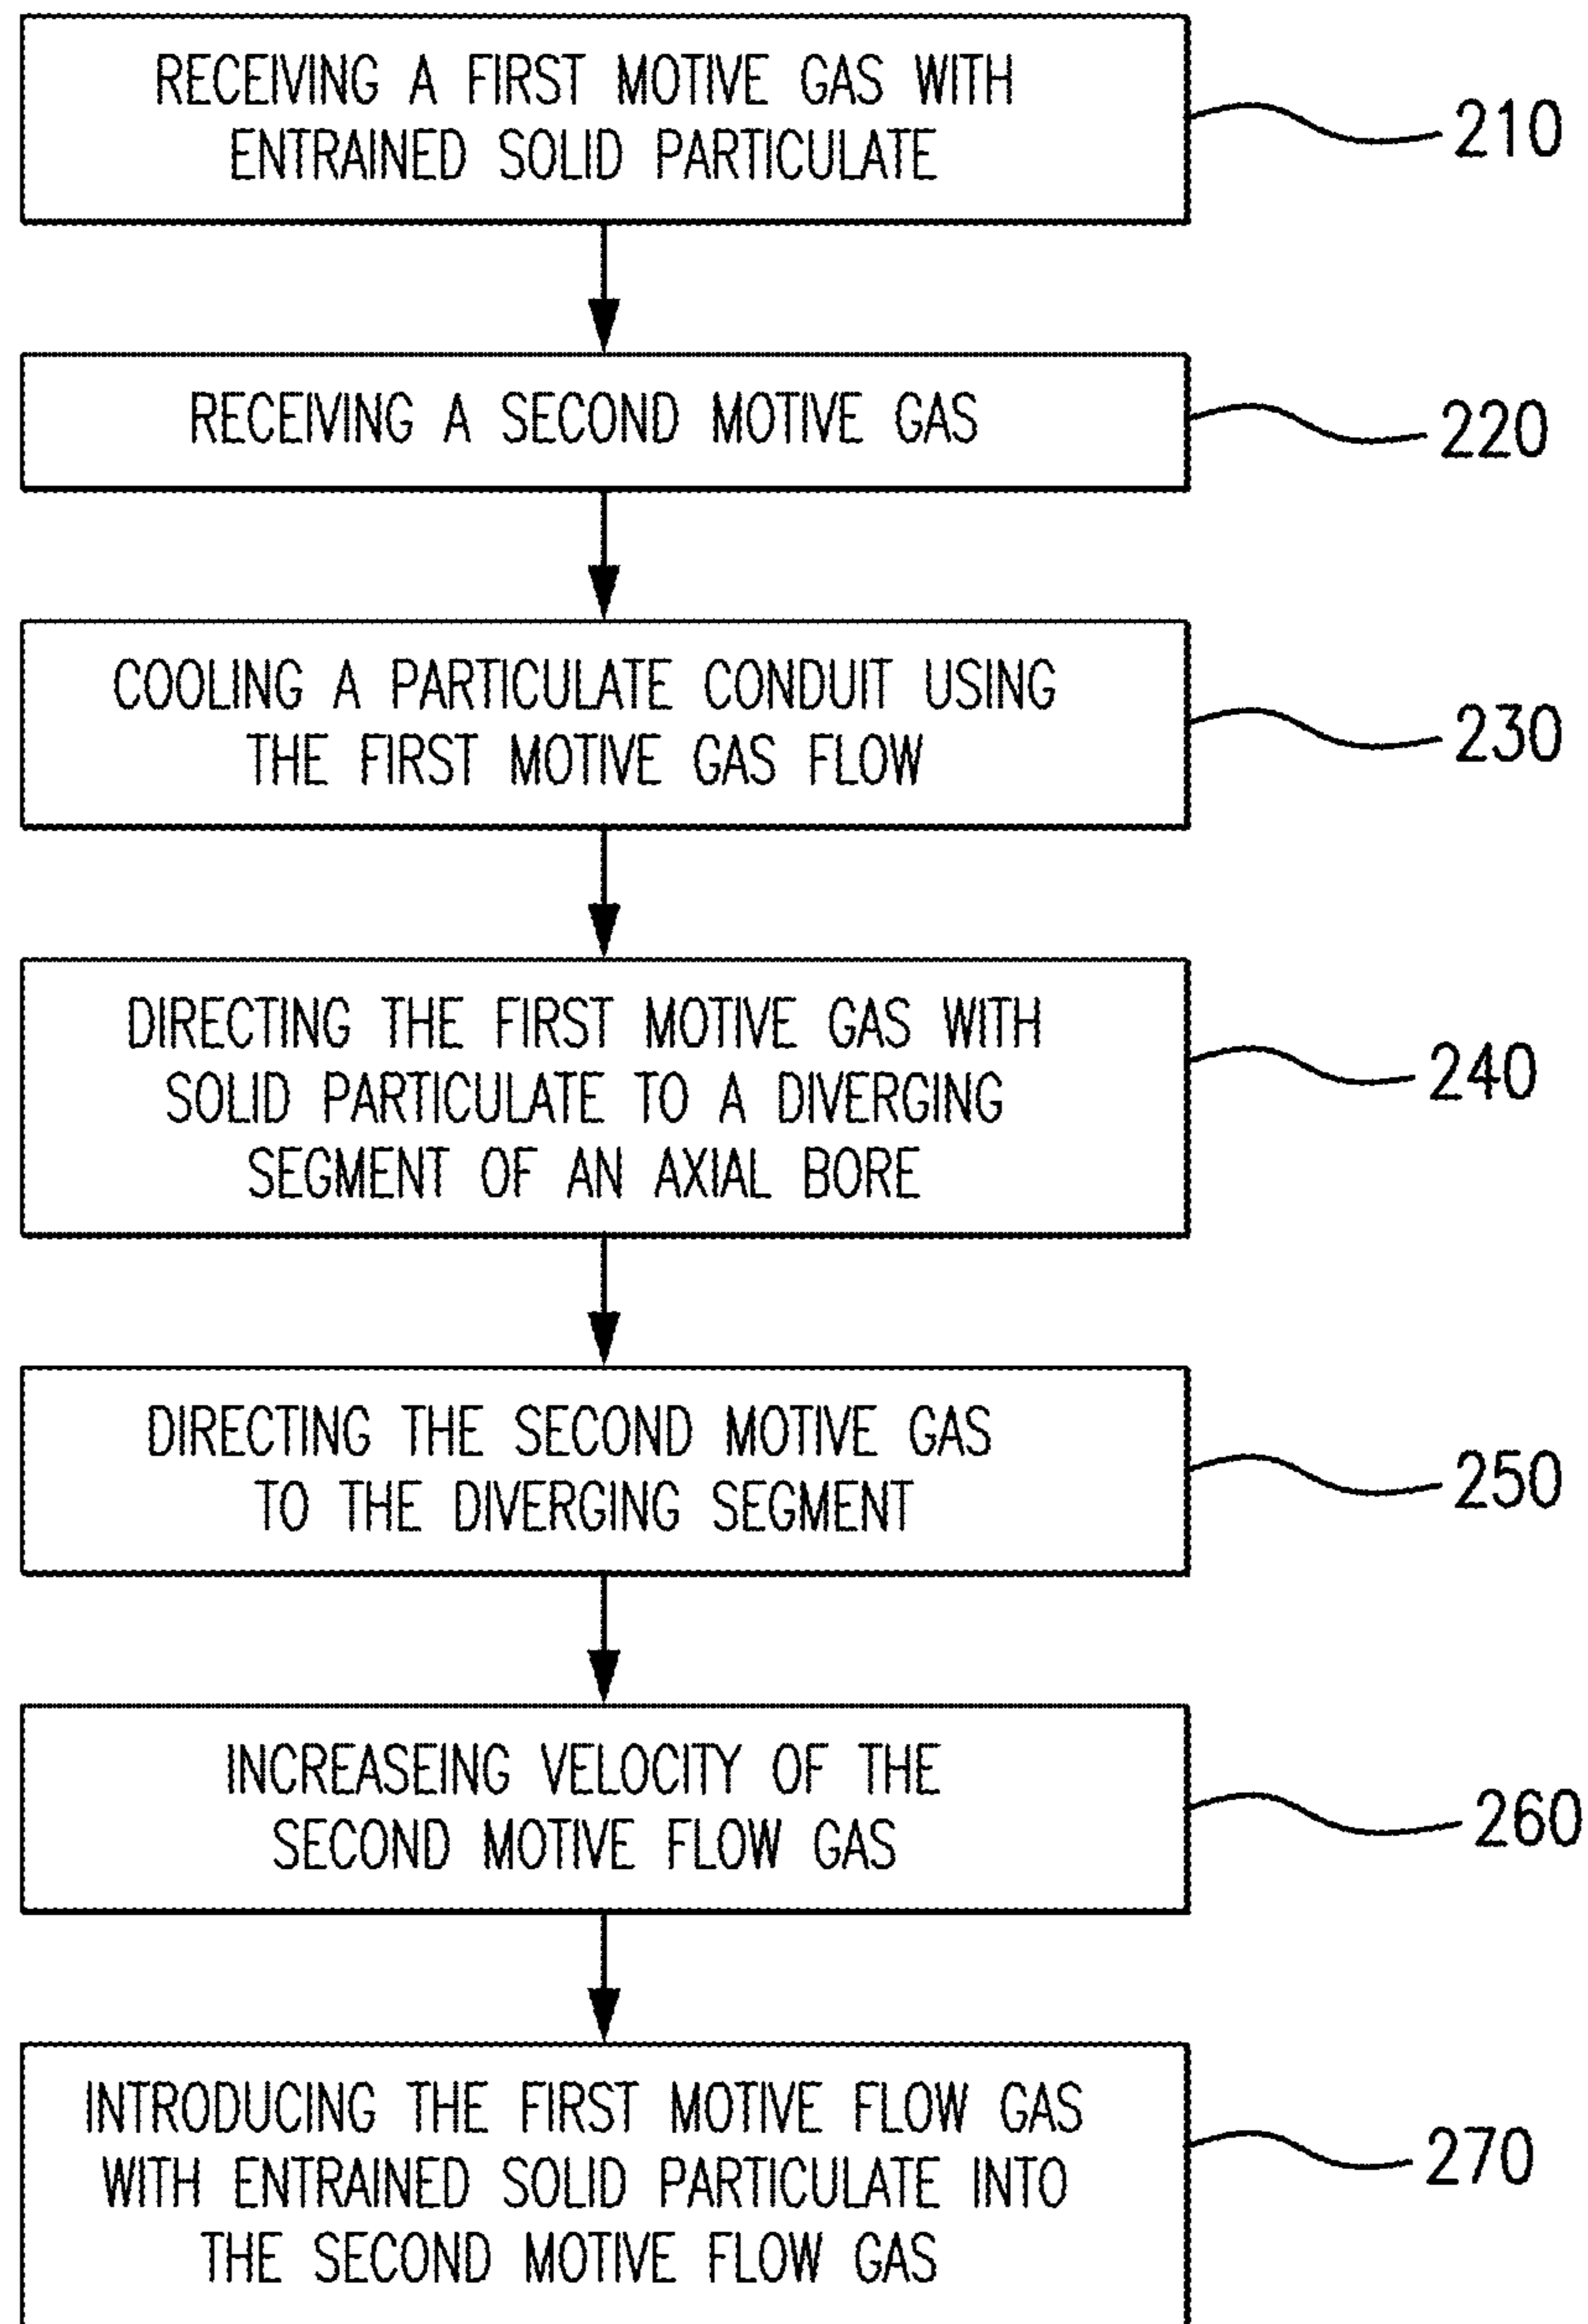 RECEIVING A FIRST MOTIVE GAS WITH
ENTRAINED SOLID PARTICULATE
210
RECEIVING A SECOND MOTIVE GAS
220
COOLING A PARTICULATE CONDUIT USING
THE FIRST MOTIVE GAS FLOW
230
DIRECTING THE FIRST MOTIVE GAS WITH
SOLID PARTICULATE TO A DIVERGING
SEGMENT OF AN AXIAL BORE
240
DIRECTING THE SECOND MOTIVE GAS
TO THE DIVERGING SEGMENT
250
INCREASEING VELOCITY OF THE
SECOND MOTIVE FLOW GAS
260
INTRODUCING THE FIRST MOTIVE FLOW GAS
WITH ENTRAINED SOLID PARTICULATE INTO
THE SECOND MOTIVE FLOW GAS
270